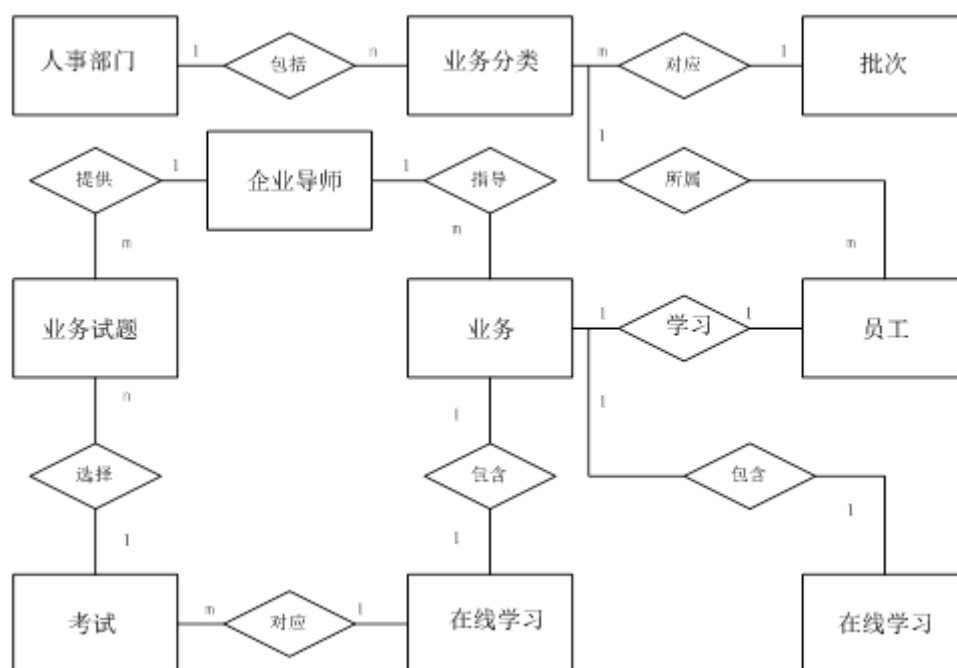 人事部门 1 包括 n 业务分类 m 对应 1 批次
1
提供 1 企业导师 1 指导 所属
m m m
业务试题 业务 1 学习 1 员工
n 1 1
选择 包含 包含
1 1 1
考试 m 对应 1 在线学习 在线学习